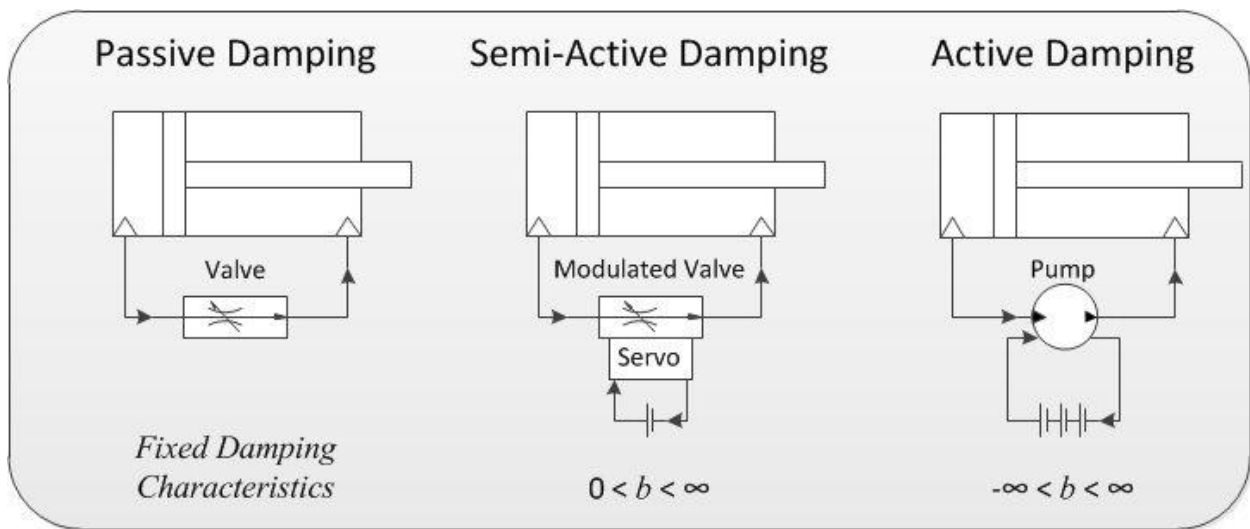 Passive Damping
Semi-Active Damping
Active Damping
Valve
Modulated Valve
Pump
Servo
Fixed Damping
Characteristics
0 < b < ∞
-∞ < b < ∞